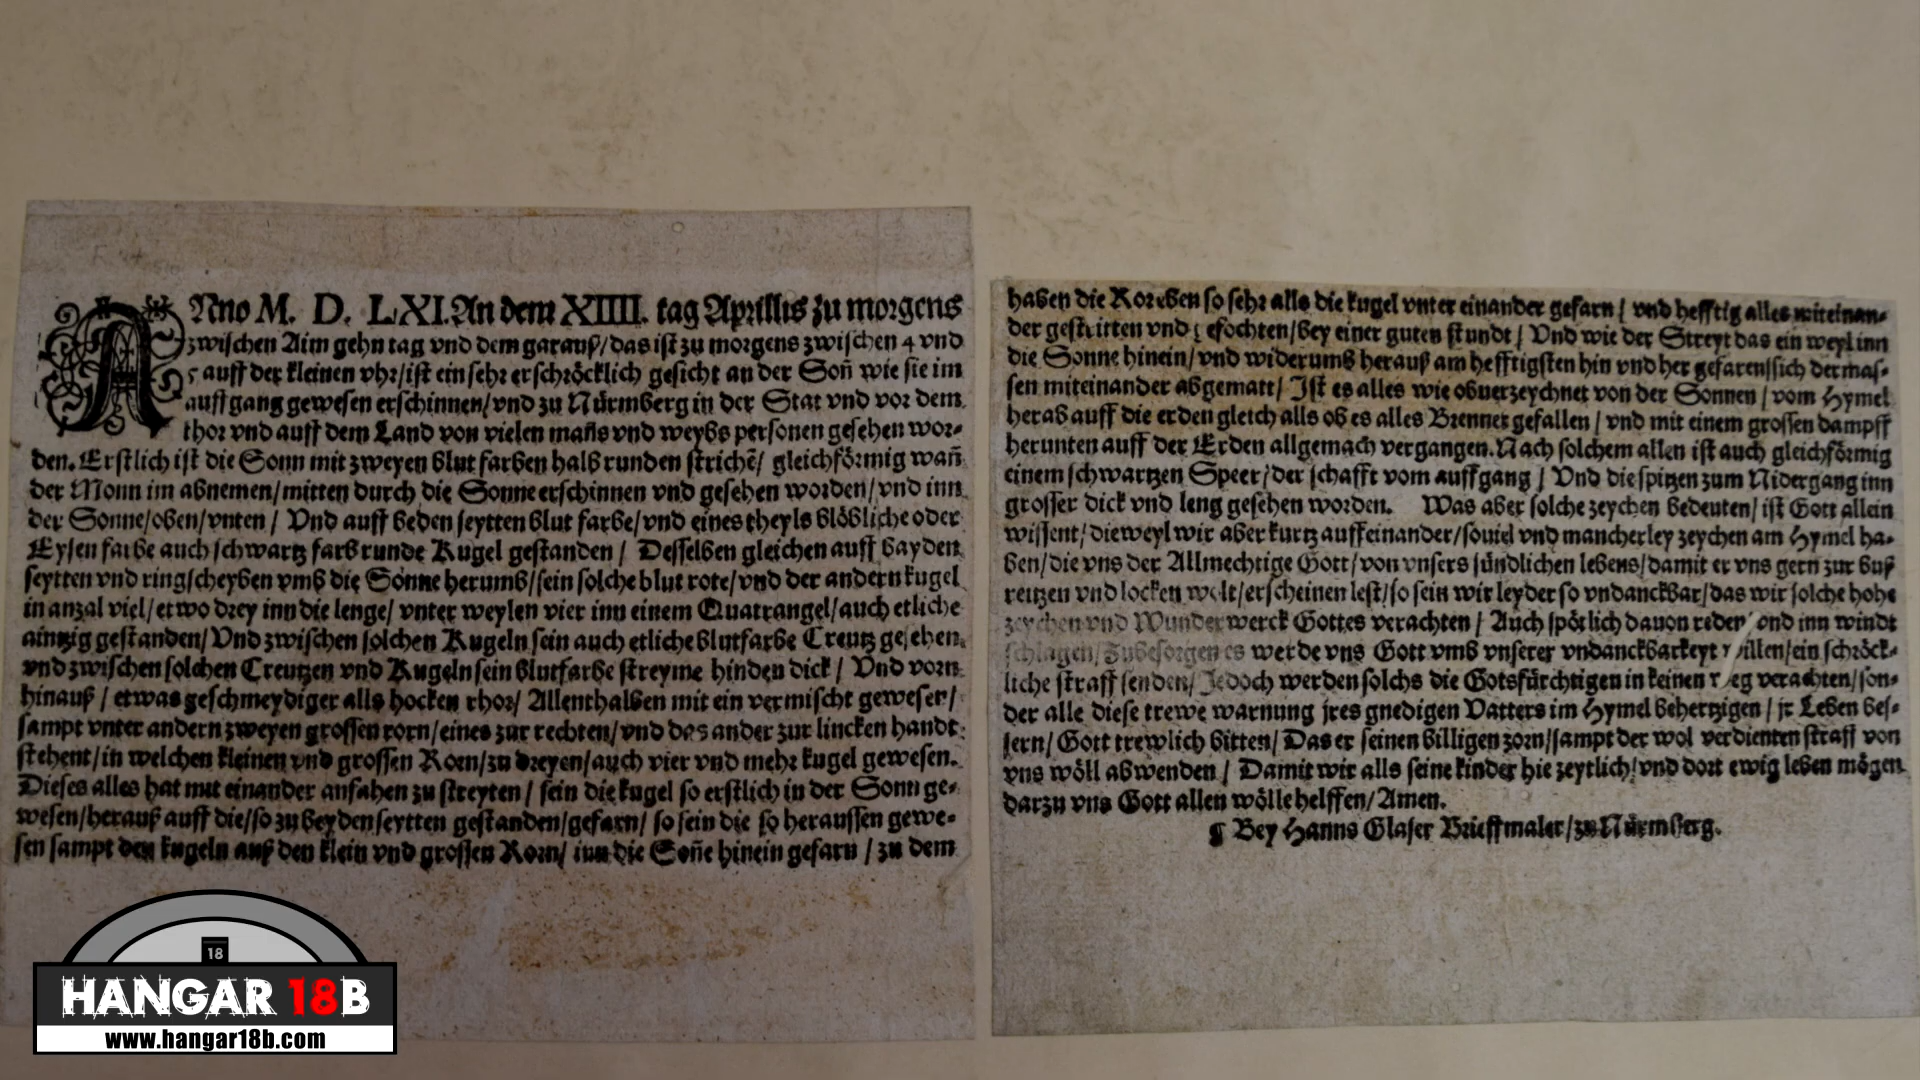 ANno M. D. LXI. An dem XIIII. tag Aprillis zu morgens
zwischen 4 im gehn tag vnd dem garauß/das ist zu morgens zwischen 4 vnd
5 auff der kleinen vhr/ist ein sehr erschröcklich gesicht an der Soñ wie sie im
auffgang gewesen erschinnen/vnd zu Nürmberg in der Stat vnd vor dem
thor vnd auff dem Land von vielen mañs vnd weybs personen gesehen wor-
den. Erstlich ist die Sonn mit zweyen blut farben halb runden strichē/ gleichförmig wañ
der Monn im abnemen/mitten durch die Sonne erschinnen vnd gesehen worden/vnd inn
der Sonne/oben/vnten/ Vnd auff beden seytten blut farbe/vnd eines theyls blöbliche oder
Eysen farbe auch schwartz farb runde Kugel gestanden/ Desselben gleichen auff bayden
seytten vnd ringscheyben vmb die Sonne herumb/sein solche blut rote/vnd der andern kugel
in anzal viel/etwo drey inn die lenge/ vnter weylen vier inn einem Quatrangel/auch etliche
aintzig gestanden/Vnd zwischen solchen Kugeln sein auch etliche blutfarbe Creutz gesehen.
vnd zwischen solchen Creutzen vnd Kugeln sein blutfarbe streyme hinden dick/ Vnd vorn
hinauß/ etwas geschmeydiger alls hocken rhor/ Allenthalben mit ein vermischt geweser/
sampt vnter andern zweyen grossen rorn/eines zur rechten/vnd das ander zur lincken handt
stehent/in welchen kleinen vnd grossen Roen/zu dreyen/auch vier vnd mehr kugel gewesen.
Dieses alles hat mit einander anfahen zu streyten/ sein die kugel so erstlich in der Sonn ge-
wesen/herauß auff die/so zu beyden seytten gestanden/gefarn/ so sein die so heraussen gewe-
sen sampt den kugeln auß den klein vnd grossen Rorn/ inn die Soñe hinein gefarn/ zu dem
haben die Ror eben so sehr alls die kugel vnter einander gefarn/ vnd hefftig alles miteinan-
der gestritten vnd gefochten/bey einer guten stundt/ Vnd wie der Streyt das ein weyl inn
die Sonne hinein/vnd widerumb herauß am hefftigsten hin vnd her gefaren/sich dermas-
sen miteinander abgematt/ Ist es alles wie obuerzeychnet von der Sonnen/vom Hymel
herab auff die erden gleich alls ob es alles Brennet gefallen/ vnd mit einem grossen dampff
herunten auff der Erden allgemach vergangen. Nach solchem allen ist auch gleichförmig
einem schwartzen Speer/der schafft vom auffgang/ Vnd die spitzen zum Nidergang inn
grosser dick vnd leng gesehen worden. Was aber solche zeychen bedeuten/ist Gott allein
wissent/dieweyl wir aber kurtz auffeinander/souiel vnd mancherley zeychen am Hymel ha-
ben/die vns der Allmechtige Gott/von vnsers sündlichen lebens/damit er vns gern zur buß
reitzen vnd locken wolt/erscheinen lest/so sein wir leyder so vndanckbar/das wir solche hohe
zeychen vnd Wunderwerck Gottes verachten/ Auch spötlich dauon reden vnd inn windt
schlagen/Zubesorgen es werde vns Gott vmb vnserer vndanckbarkeyt willen/ein schröck-
liche straff senden/Jedoch werden solchs die Gotsfürchtigen in keinen weg verachten/son-
der alle diese trewe warnung jres gnedigen Vatters im Hymel behertzigen/ jr Leben bes-
sern/ Gott trewlich bitten/Das er seinen billigen zorn/sampt der wol verdienten straff von
vns wöll abwenden/ Damit wir alls seine kinder hie zeytlich/vnd dort ewig leben mögen
darzu vns Gott allen wölle helffen/Amen.
¶ Bey Hanns Glaser Brieffmaler/zu Nürmberg.
18
HANGAR 18B
www.hangar18b.com